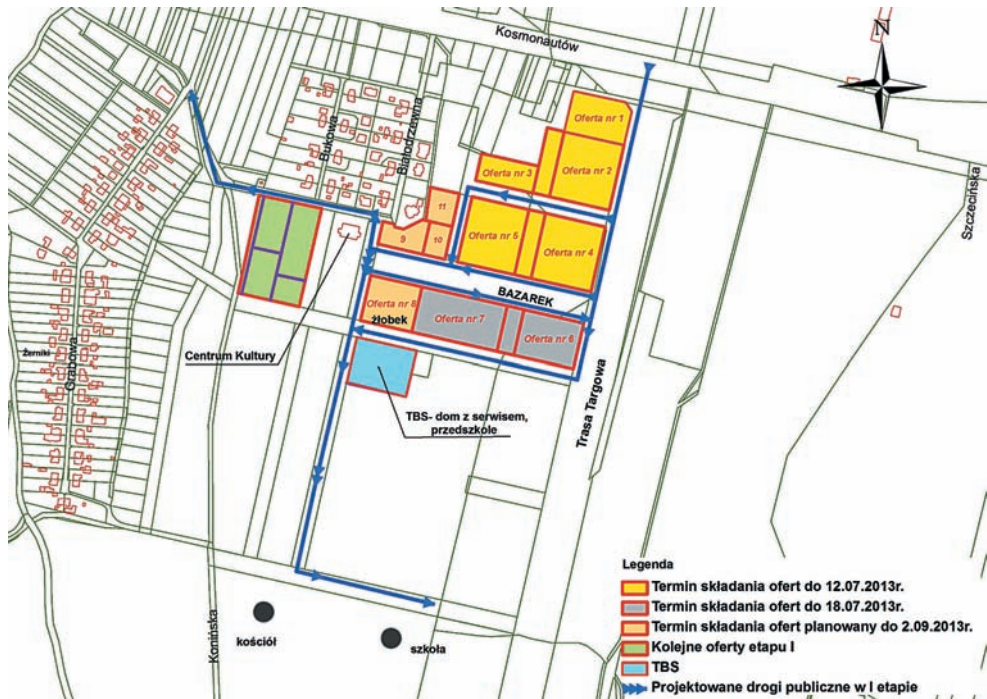 Kosmonautów
N
Szczecińska
Bukowa
Białodrzewna
Oferta nr 1
Oferta nr 2
Oferta nr 3
11
9
10
Oferta nr 5
Oferta nr 4
BAZAREK
Oferta nr 8
żłobek
Oferta nr 7
Oferta nr 6
Centrum Kultury
Żerniki
Grabowa
TBS- dom z serwisem,
przedszkole
Trasa Targowa
Konińska
kościół
szkoła
Legenda
Termin składania ofert do 12.07.2013r.
Termin składania ofert do 18.07.2013r.
Termin składania ofert planowany do 2.09.2013r.
Kolejne oferty etapu I
TBS
Projektowane drogi publiczne w I etapie